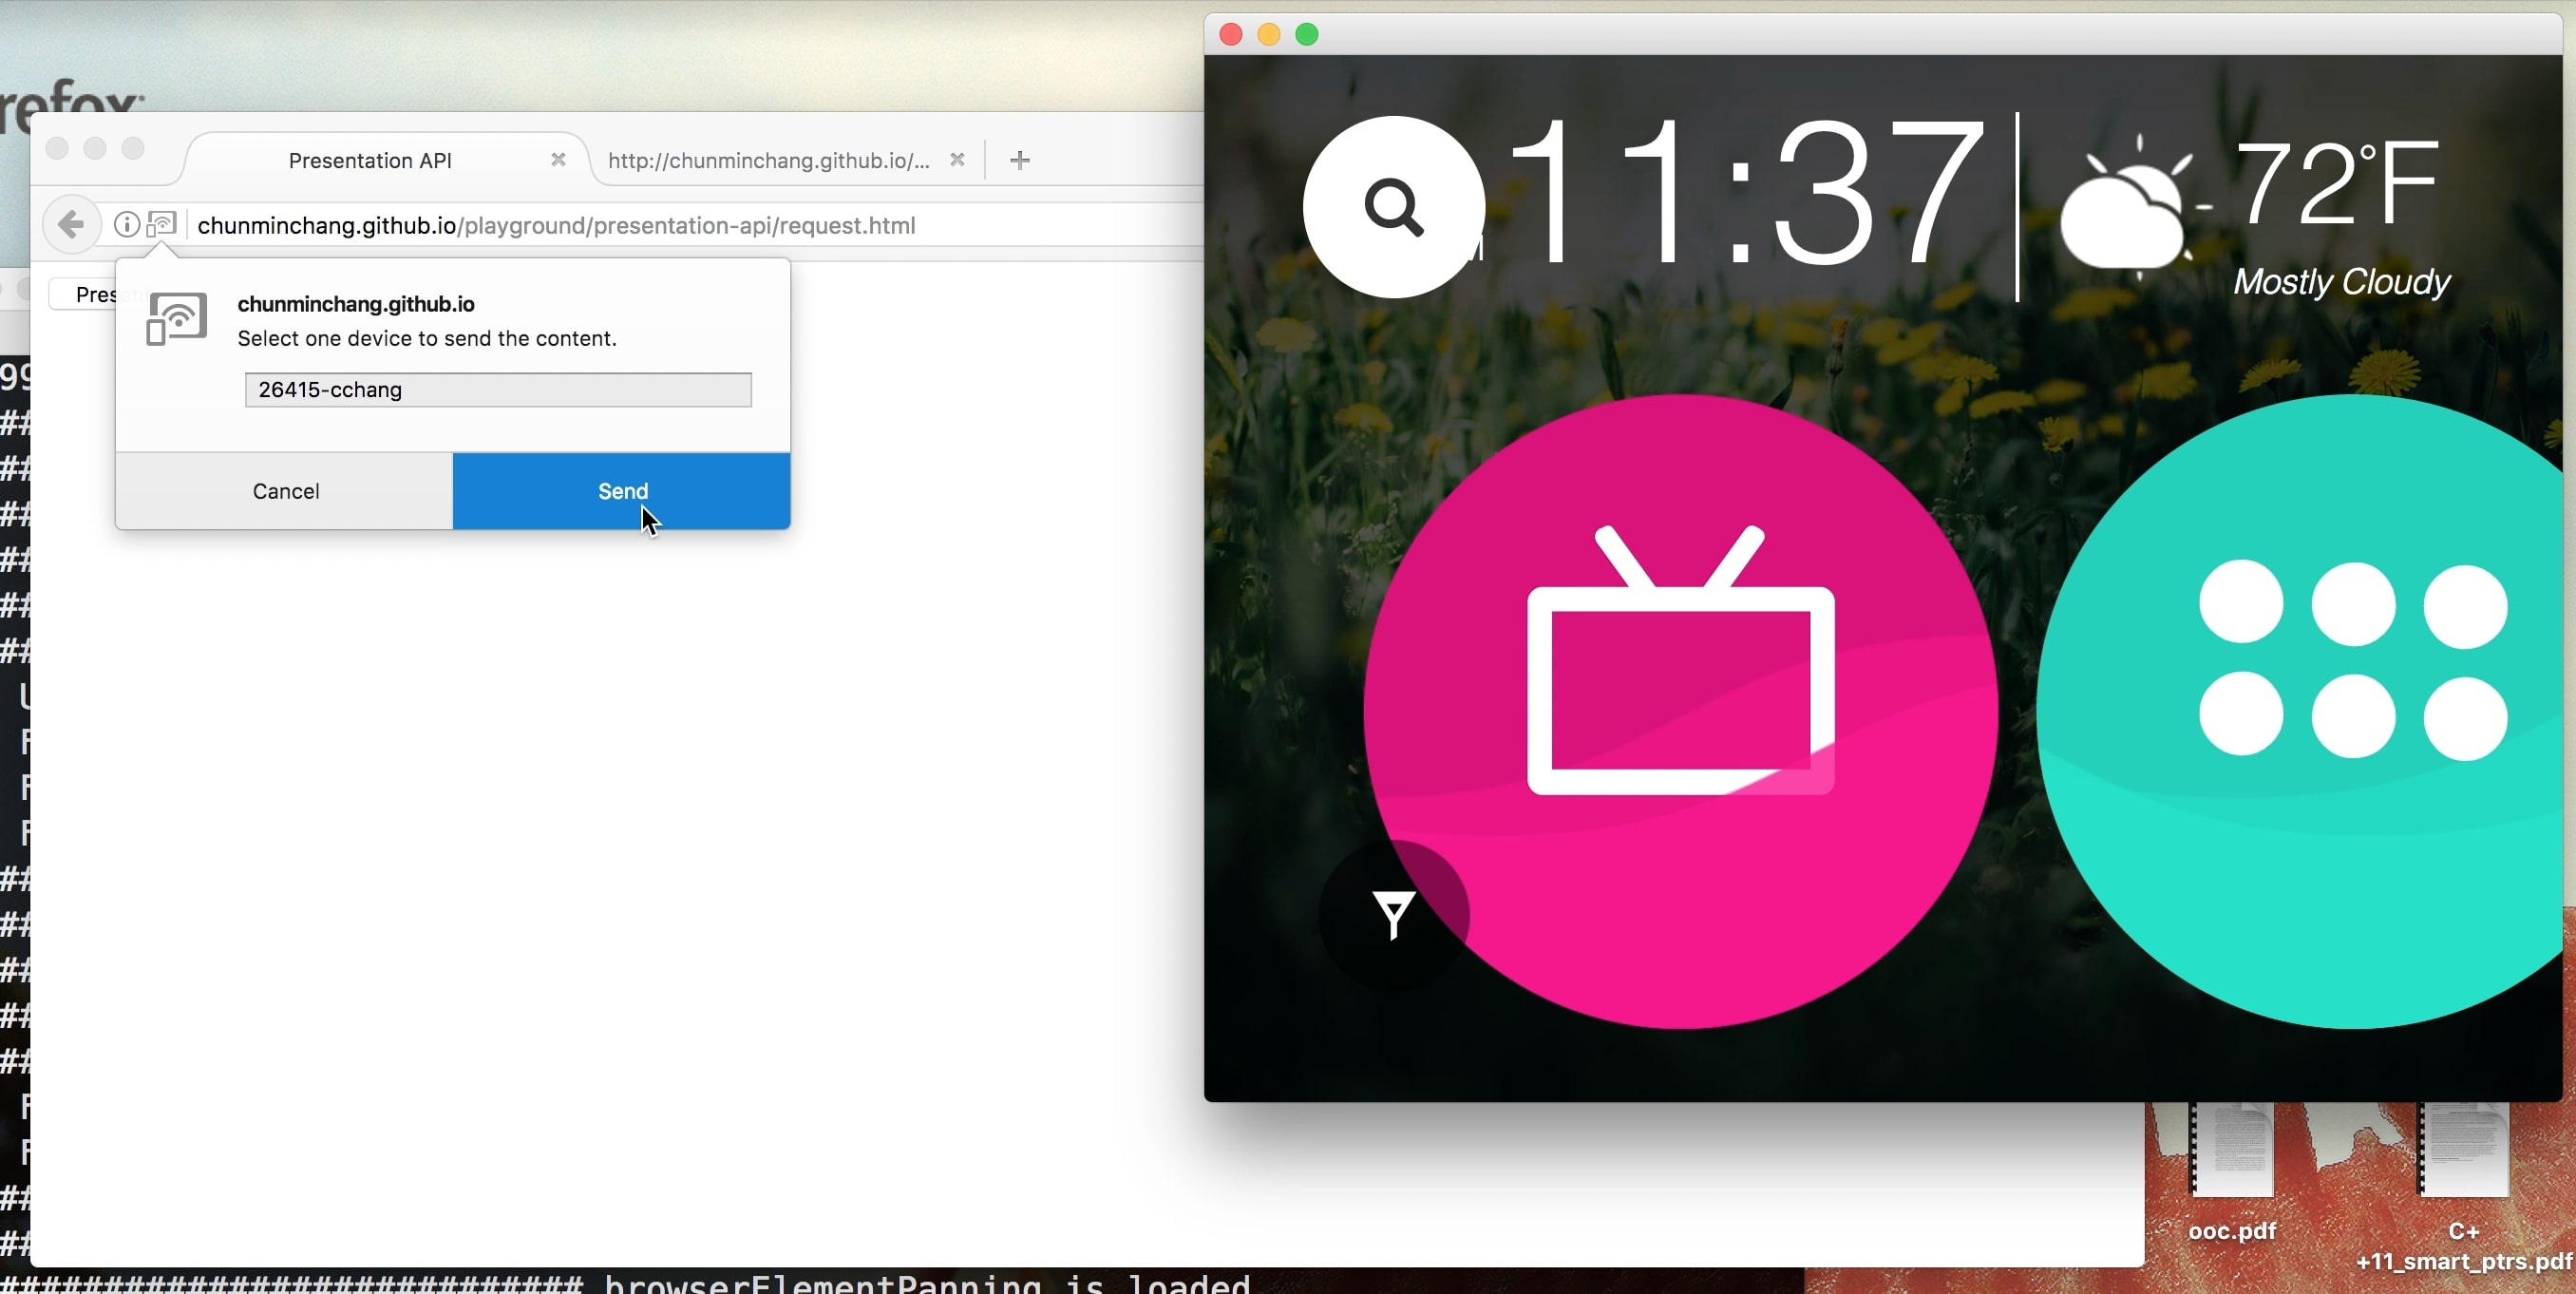 refox
Presentation API
http://chunminchang.github.io/...
chunminchang.github.io/playground/presentation-api/request.html
Pres
chunminchang.github.io
Select one device to send the content.
26415-cchang
Cancel
Send
11:37
72°F
Mostly Cloudy
99
##
##
##
##
##
##
F
F
F
##
##
##
##
##
F
F
##
##
ooc.pdf
C+
+11_smart_ptrs.pdf
############################ browserElementPanning is loaded